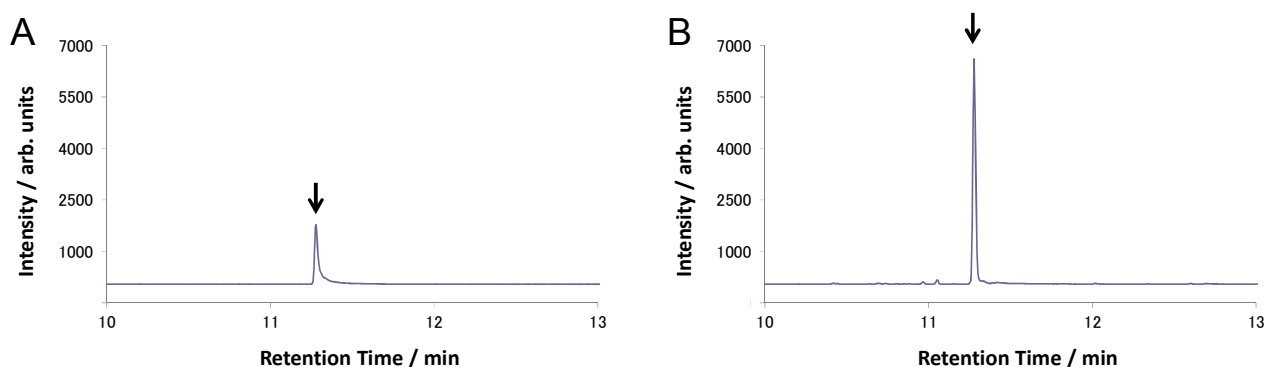 A
Intensity / arb. units
7000
5500
4000
2500
1000
10 11 12 13
Retention Time / min
B
Intensity / arb. units
7000
5500
4000
2500
1000
10 11 12 13
Retention Time / min